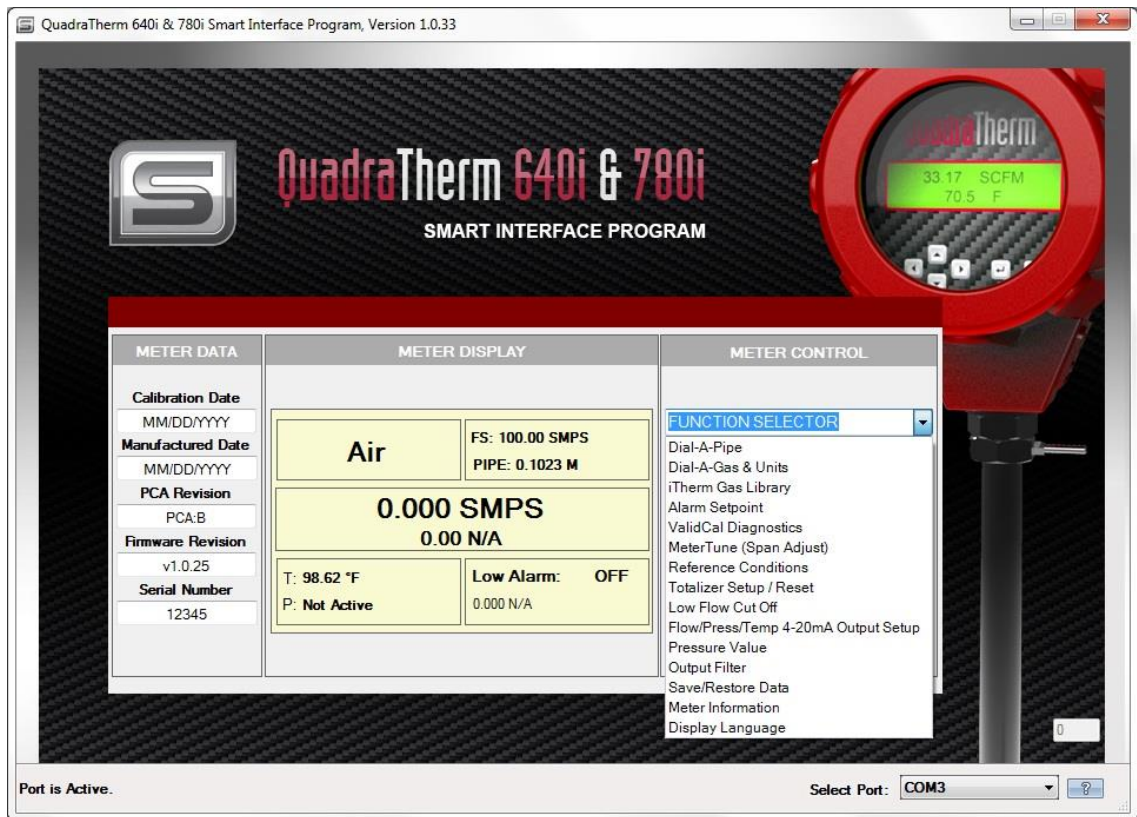 QuadraTherm 640i & 780i Smart Interface Program, Version 1.0.33
QuadraTherm 640i & 780i
SMART INTERFACE PROGRAM
QuadraTherm
33.17 SCFM
70.5 F
METER DATA
Calibration Date
MM/DD/YYYY
Manufactured Date
MM/DD/YYYY
PCA Revision
PCA:B
Firmware Revision
v1.0.25
Serial Number
12345
METER DISPLAY
Air
FS: 100.00 SMPS
PIPE: 0.1023 M
0.000 SMPS
0.00 N/A
T: 98.62 °F
P: Not Active
Low Alarm: OFF
0.000 N/A
METER CONTROL
FUNCTION SELECTOR
Dial-A-Pipe
Dial-A-Gas & Units
iTherm Gas Library
Alarm Setpoint
ValidCal Diagnostics
MeterTune (Span Adjust)
Reference Conditions
Totalizer Setup / Reset
Low Flow Cut Off
Flow/Press/Temp 4-20mA Output Setup
Pressure Value
Output Filter
Save/Restore Data
Meter Information
Display Language
0
Port is Active.
Select Port: COM3
?